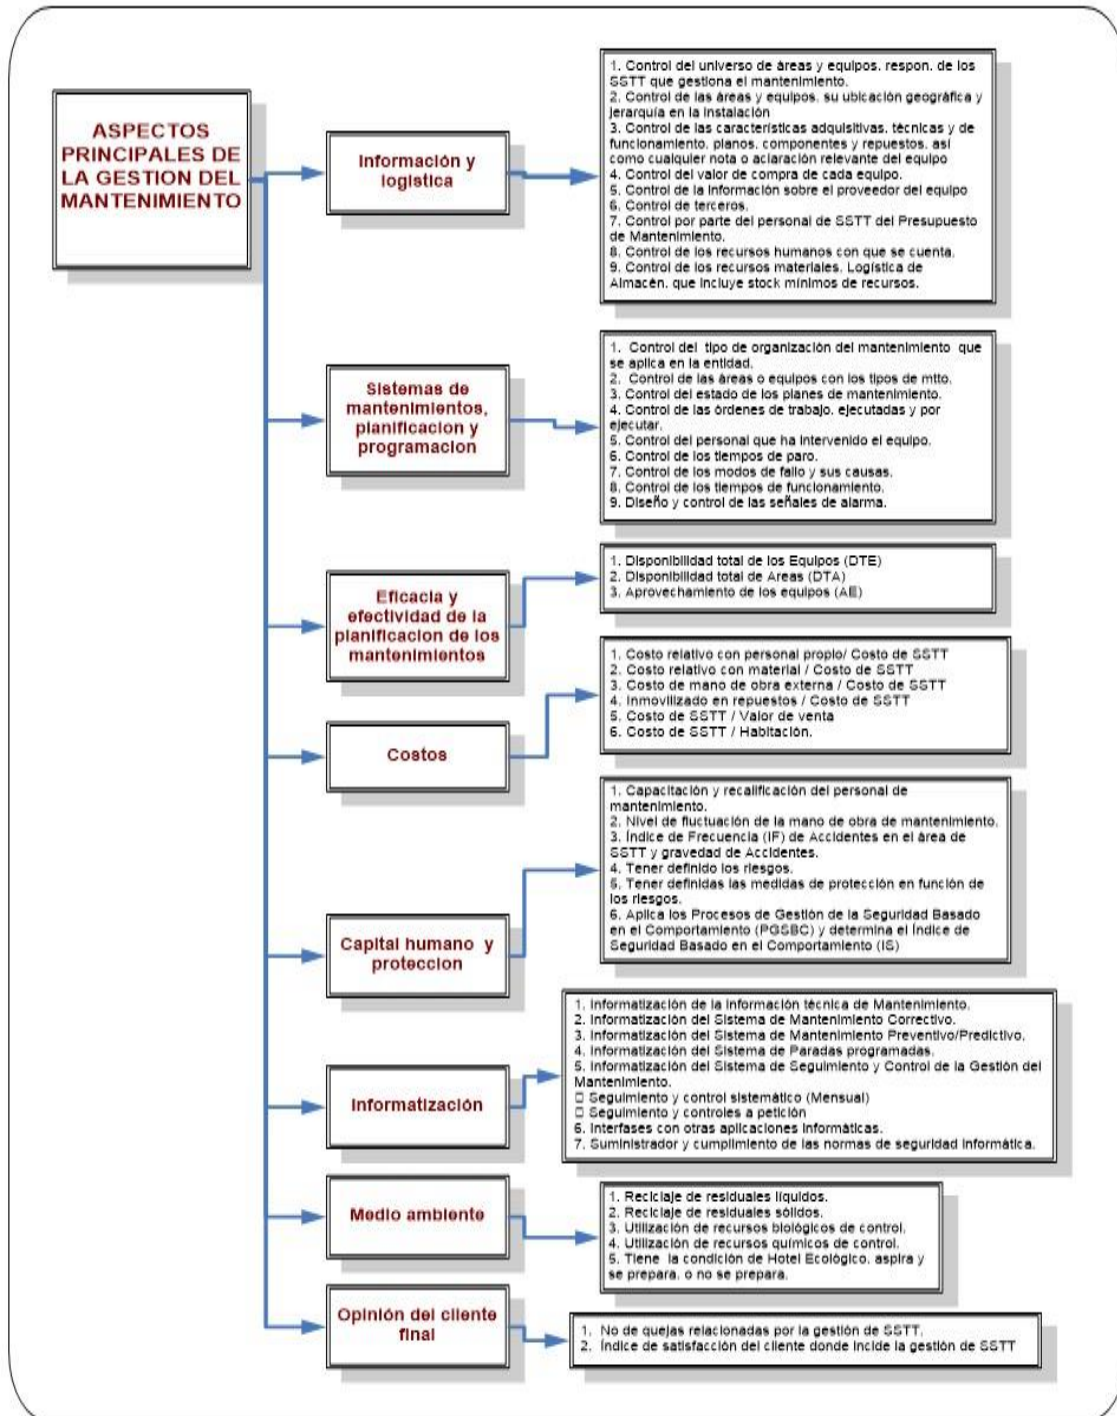 ASPECTOS
PRINCIPALES DE
LA GESTION DEL
MANTENIMIENTO
Información y
logística
1. Control del universo de áreas y equipos. respon. de los
SSTT que gestiona el mantenimiento.
2. Control de las áreas y equipos. su ubicación geográfica y
jerarquía en la instalación
3. Control de las características adquisitivas. técnicas y de
funcionamiento. planos. componentes y repuestos. así
como cualquier nota o aclaración relevante del equipo
4. Control del valor de compra de cada equipo.
5. Control de la información sobre el proveedor del equipo
6. Control de terceros.
7. Control por parte del personal de SSTT del Presupuesto
de Mantenimiento.
8. Control de los recursos humanos con que se cuenta.
9. Control de los recursos materiales. Logística de
Almacén. que incluye stock mínimos de recursos.
Sistemas de
mantenimientos,
planificacion y
programacion
1. Control del tipo de organización del mantenimiento que
se aplica en la entidad.
2. Control de las áreas o equipos con los tipos de mtto.
3. Control del estado de los planes de mantenimiento.
4. Control de las órdenes de trabajo. ejecutadas y por
ejecutar.
5. Control del personal que ha intervenido el equipo.
6. Control de los tiempos de paro.
7. Control de los modos de fallo y sus causas.
8. Control de los tiempos de funcionamiento.
9. Diseño y control de las señales de alarma.
Eficacia y
efectividad de la
planificacion de los
mantenimientos
1. Disponibilidad total de los Equipos (DTE)
2. Disponibilidad total de Areas (DTA)
3. Aprovechamiento de los equipos (AE)
Costos
1. Costo relativo con personal propio/ Costo de SSTT
2. Costo relativo con material / Costo de SSTT
3. Costo de mano de obra externa / Costo de SSTT
4. Inmovilizado en repuestos / Costo de SSTT
5. Costo de SSTT / Valor de venta
6. Costo de SSTT / Habitación.
Capital humano y
proteccion
1. Capacitación y recalificación del personal de
mantenimiento.
2. Nivel de fluctuación de la mano de obra de mantenimiento.
3. Índice de Frecuencia (IF) de Accidentes en el área de
SSTT y gravedad de Accidentes.
4. Tener definido los riesgos.
5. Tener definidas las medidas de protección en función de
los riesgos.
6. Aplica los Procesos de Gestión de la Seguridad Basado
en el Comportamiento (PGSBC) y determina el Índice de
Seguridad Basado en el Comportamiento (IS)
Informatización
1. Informatización de la Información técnica de Mantenimiento.
2. Informatización del Sistema de Mantenimiento Correctivo.
3. Informatización del Sistema de Mantenimiento Preventivo/Predictivo.
4. Informatización del Sistema de Paradas programadas.
5. Informatización del Sistema de Seguimiento y Control de la Gestión del
Mantenimiento.
□ Seguimiento y control sistemático (Mensual)
□ Seguimiento y controles a petición
6. Interfases con otras aplicaciones Informáticas.
7. Suministrador y cumplimiento de las normas de seguridad Informática.
Medio ambiente
1. Reciclaje de residuales líquidos.
2. Reciclaje de residuales sólidos.
3. Utilización de recursos biológicos de control.
4. Utilización de recursos químicos de control.
5. Tiene la condición de Hotel Ecológico. aspira y
se prepara. o no se prepara.
Opinión del cliente
final
1. No de quejas relacionadas por la gestión de SSTT.
2. Índice de satisfacción del cliente donde incide la gestión de SSTT